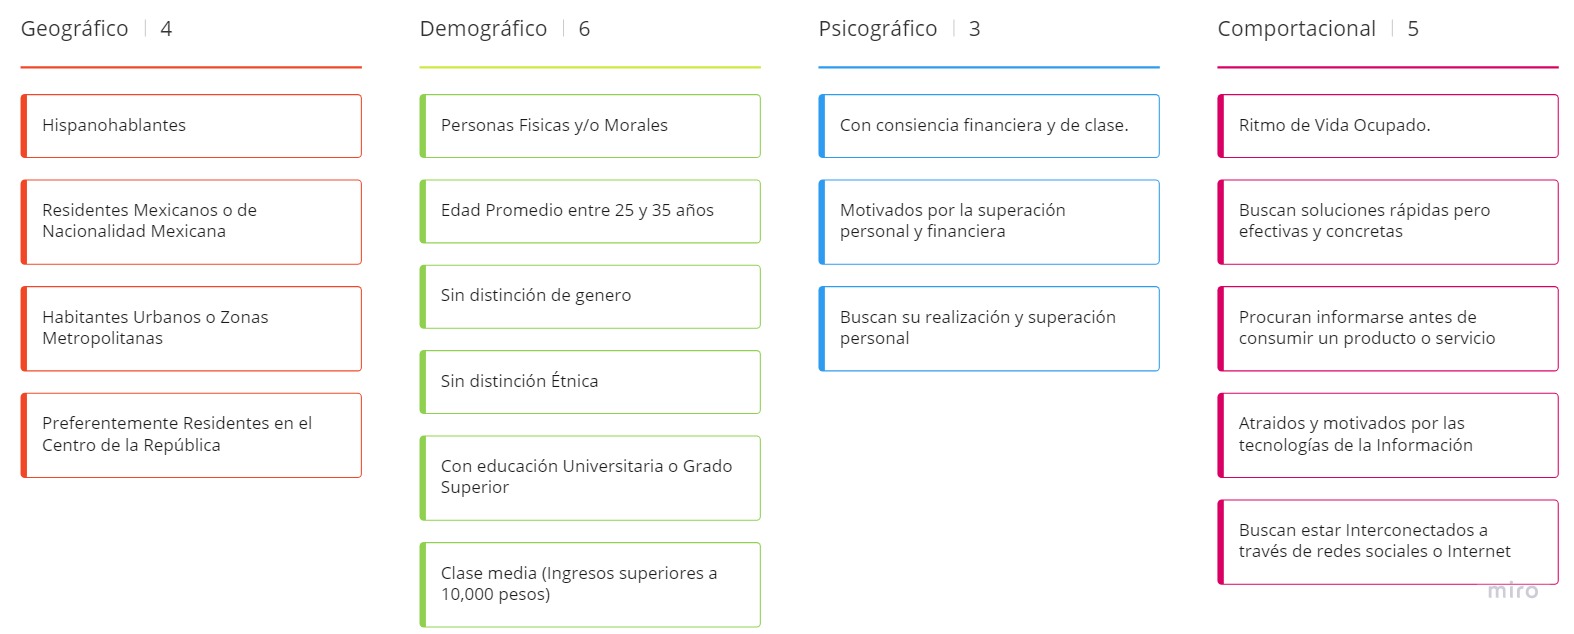 Geográfico | 4
Hispanohablantes
Residentes Mexicanos o de
Nacionalidad Mexicana
Habitantes Urbanos o Zonas
Metropolitanas
Preferentemente Residentes en el
Centro de la República
Demográfico | 6
Personas Fisicas y/o Morales
Edad Promedio entre 25 y 35 años
Sin distinción de genero
Sin distinción Étnica
Con educación Universitaria o Grado
Superior
Clase media (Ingresos superiores a
10,000 pesos)
Psicográfico | 3
Con consiencia financiera y de clase.
Motivados por la superación
personal y financiera
Buscan su realización y superación
personal
Comportacional | 5
Ritmo de Vida Ocupado.
Buscan soluciones rápidas pero
efectivas y concretas
Procuran informarse antes de
consumir un producto o servicio
Atraidos y motivados por las
tecnologías de la Información
Buscan estar Interconectados a
través de redes sociales o Internet
miro